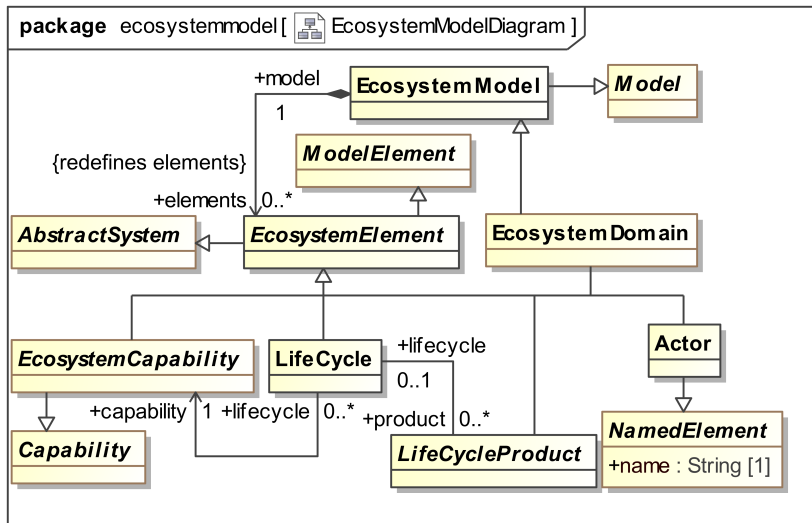 package ecosystemmodel [ EcosystemModelDiagram ]
+model
EcosystemModel
Model
1
ModelElement
{redefines elements}
+elements 0..*
AbstractSystem
EcosystemElement
EcosystemDomain
EcosystemCapability
LifeCycle
+lifecycle
Actor
0..1
+capability 1 +lifecycle 0..*
+product 0..*
Capability
LifeCycleProduct
NamedElement
+name : String [1]